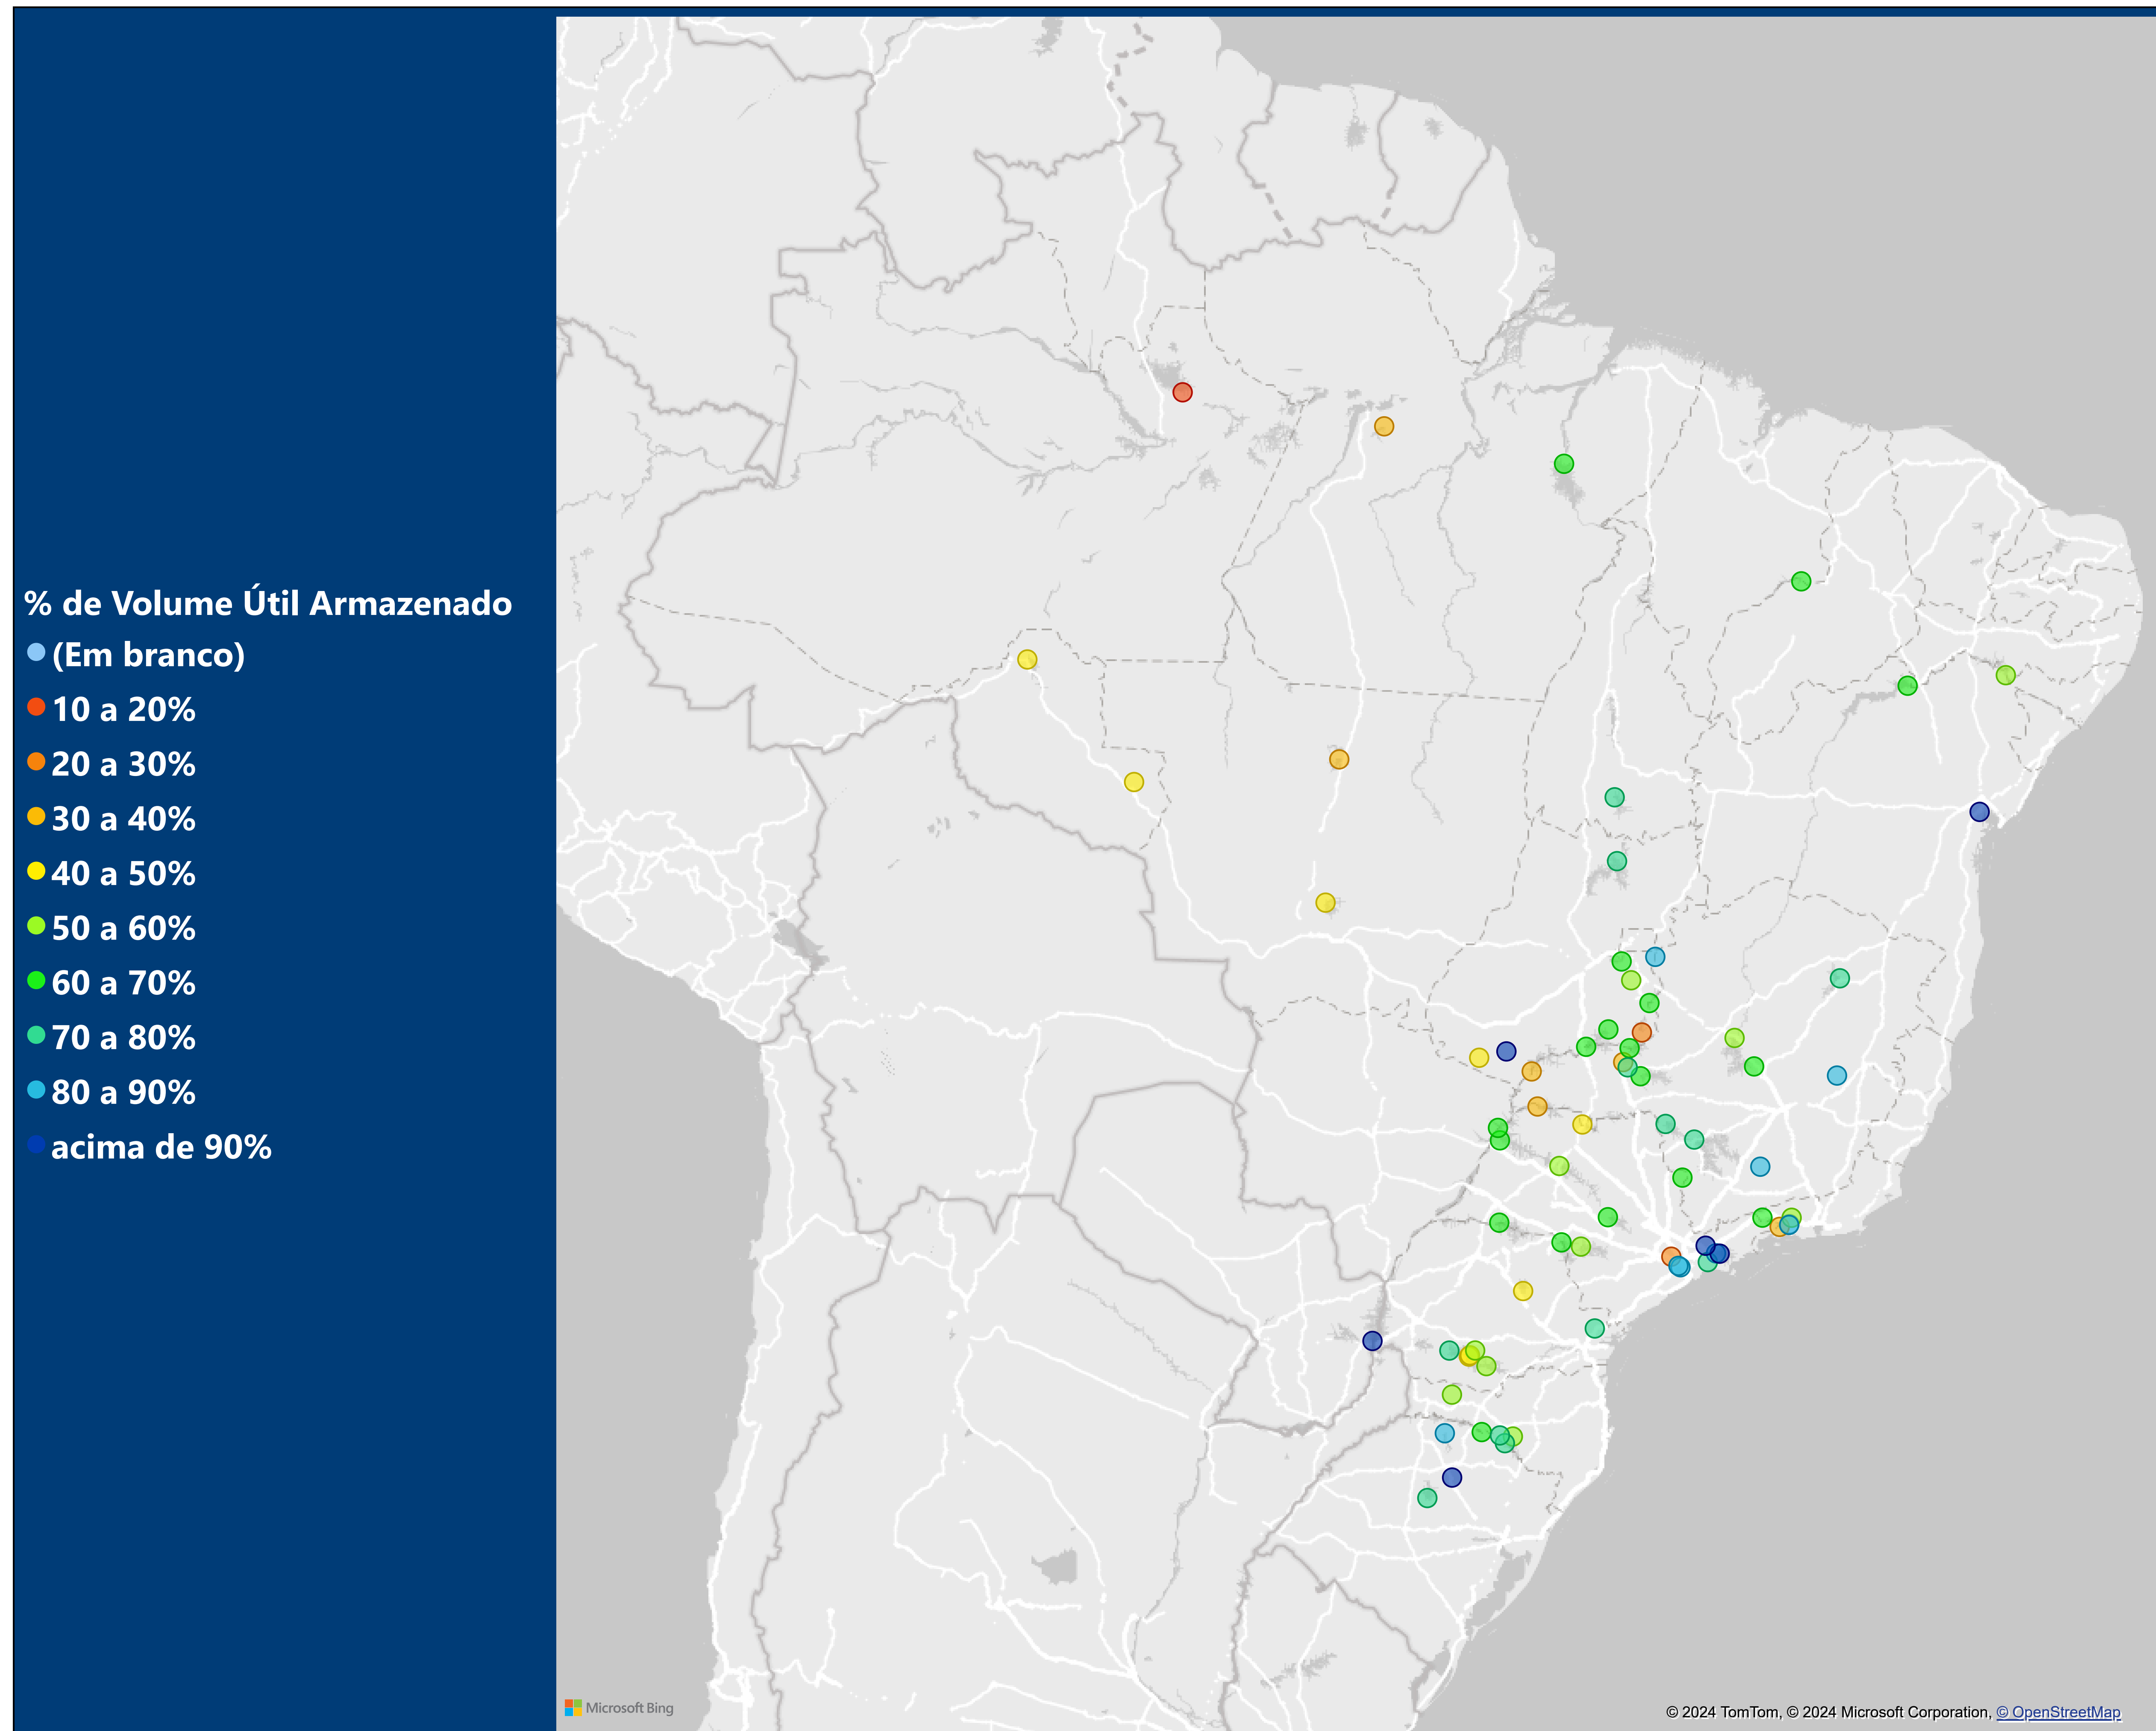 % de Volume Útil Armazenado
(Em branco)
10 a 20%
20 a 30%
30 a 40%
40 a 50%
50 a 60%
60 a 70%
70 a 80%
80 a 90%
acima de 90%
Microsoft Bing
© 2024 TomTom, © 2024 Microsoft Corporation, © OpenStreetMap